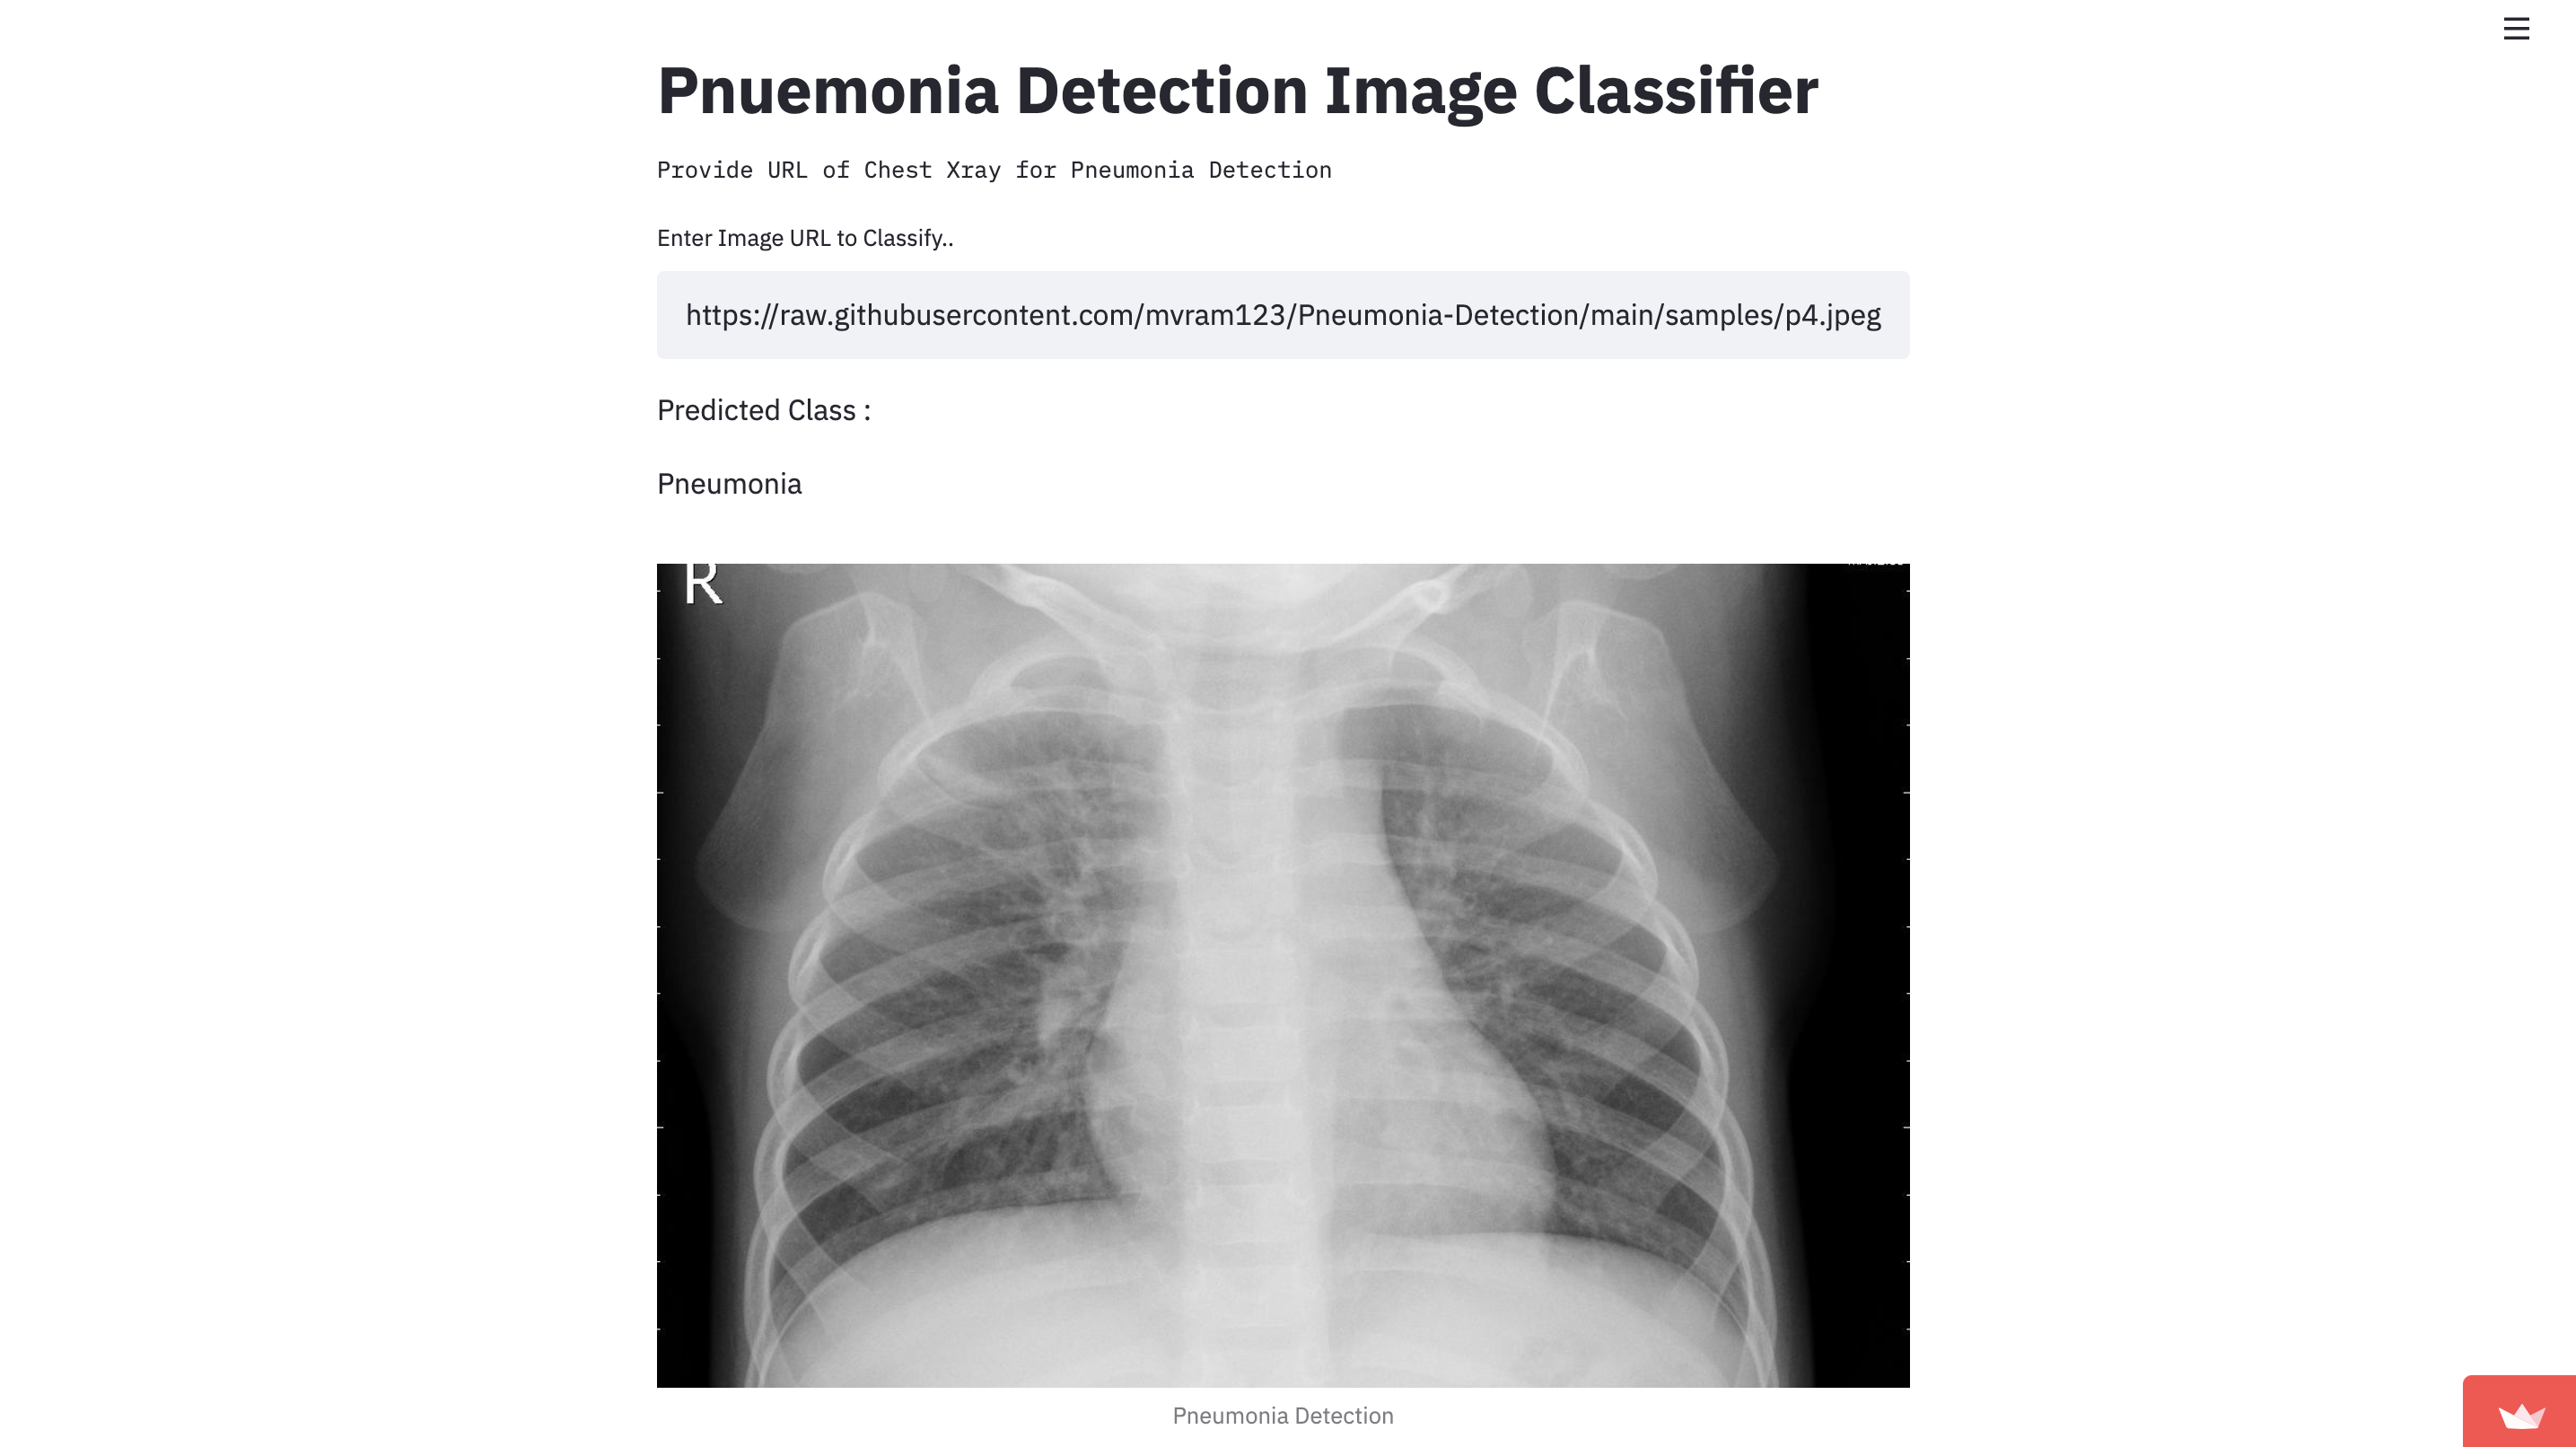 Pnuemonia Detection Image Classifier
Provide URL of Chest Xray for Pneumonia Detection
Enter Image URL to Classify..
https://raw.githubusercontent.com/mvram123/Pneumonia-Detection/main/samples/p4.jpeg
Predicted Class :
Pneumonia
R
Pneumonia Detection